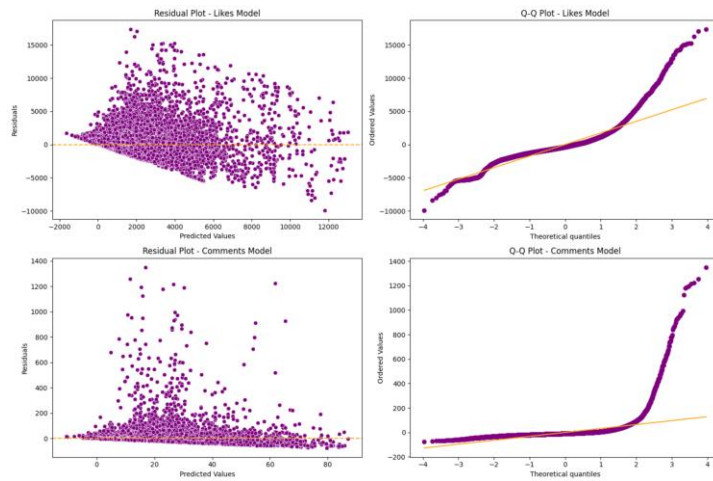 Residual Plot - Likes Model
15000
10000
5000
0
−5000
−10000
Residuals
−2000 0 2000 4000 6000 8000 10000 12000
Predicted Values
Q-Q Plot - Likes Model
15000
10000
5000
0
−5000
−10000
Ordered Values
−4 −3 −2 −1 0 1 2 3 4
Theoretical quantiles
Residual Plot - Comments Model
1400
1200
1000
800
600
400
200
0
Residuals
0 20 40 60 80
Predicted Values
Q-Q Plot - Comments Model
1400
1200
1000
800
600
400
200
0
−200
Ordered Values
−4 −3 −2 −1 0 1 2 3 4
Theoretical quantiles